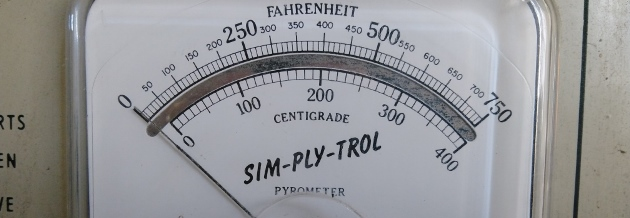 FAHRENHEIT
0 50 100 150 200 250 300 350 400 450 500 550 600 650 700 750
0 100 200 300 400
CENTIGRADE
SIM-PLY-TROL
PYROMETER
RTS
EN
VE